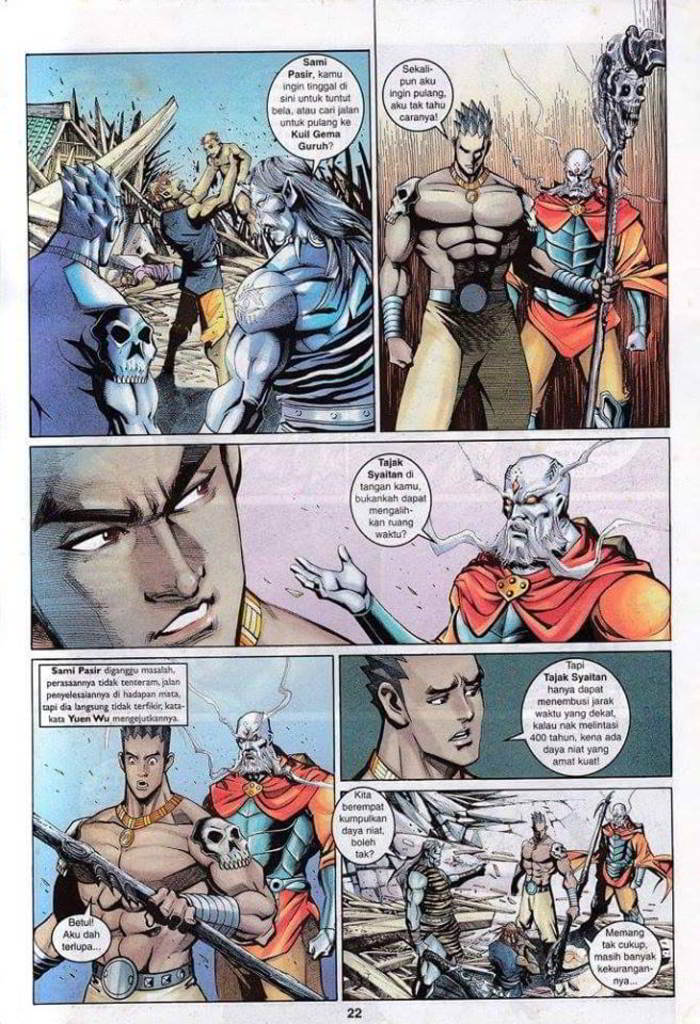 Sami
Pasir, kamu
ingin tinggal di
sini untuk tuntut
bela, atau cari jalan
untuk pulang ke
Kuil Gema
Guruh?
Sekali-
pun aku
ingin pulang,
aku tak tahu
caranya!
Tajak
Syaitan di
tangan kamu,
bukankah dapat
mengalih-
kan ruang
waktu?
Sami Pasir diganggu masalah,
perasaannya tidak tenteram, jalan
penyelesaiannya di hadapan mata,
tapi dia langsung tidak terfikir, kata-
kata Yuen Wu mengejutkannya.
Betul!
Aku dah
terlupa...
Tapi
Tajak Syaitan
hanya dapat
menembusi jarak
waktu yang dekat,
kalau nak melintasi
400 tahun, kena ada
daya niat yang
amat kuat!
Kita
berempat
kumpulkan
daya niat,
boleh
tak?
Memang
tak cukup,
masih banyak
kekurangan-
nya...
22